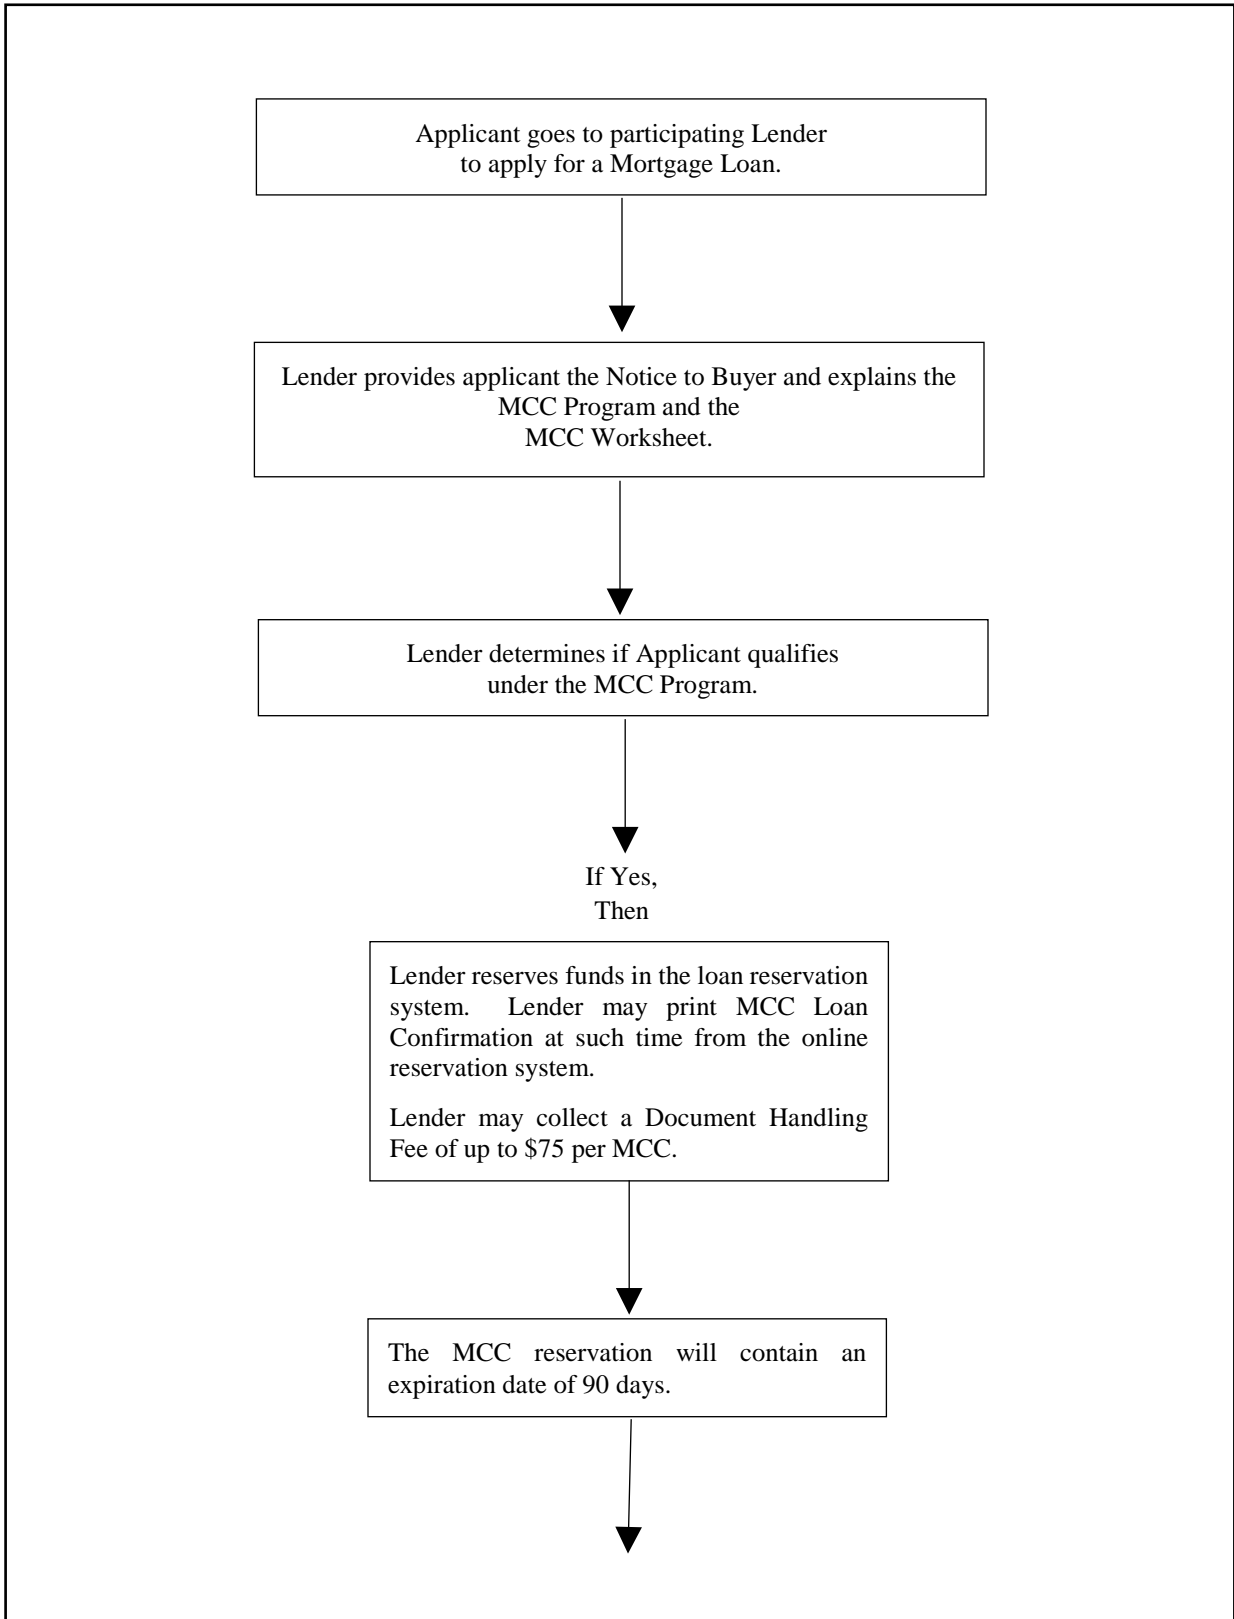 Applicant goes to participating Lender
to apply for a Mortgage Loan.
Lender provides applicant the Notice to Buyer and explains the
MCC Program and the
MCC Worksheet.
Lender determines if Applicant qualifies
under the MCC Program.
If Yes,
Then
Lender reserves funds in the loan reservation
system. Lender may print MCC Loan
Confirmation at such time from the online
reservation system.
Lender may collect a Document Handling
Fee of up to $75 per MCC.
The MCC reservation will contain an
expiration date of 90 days.